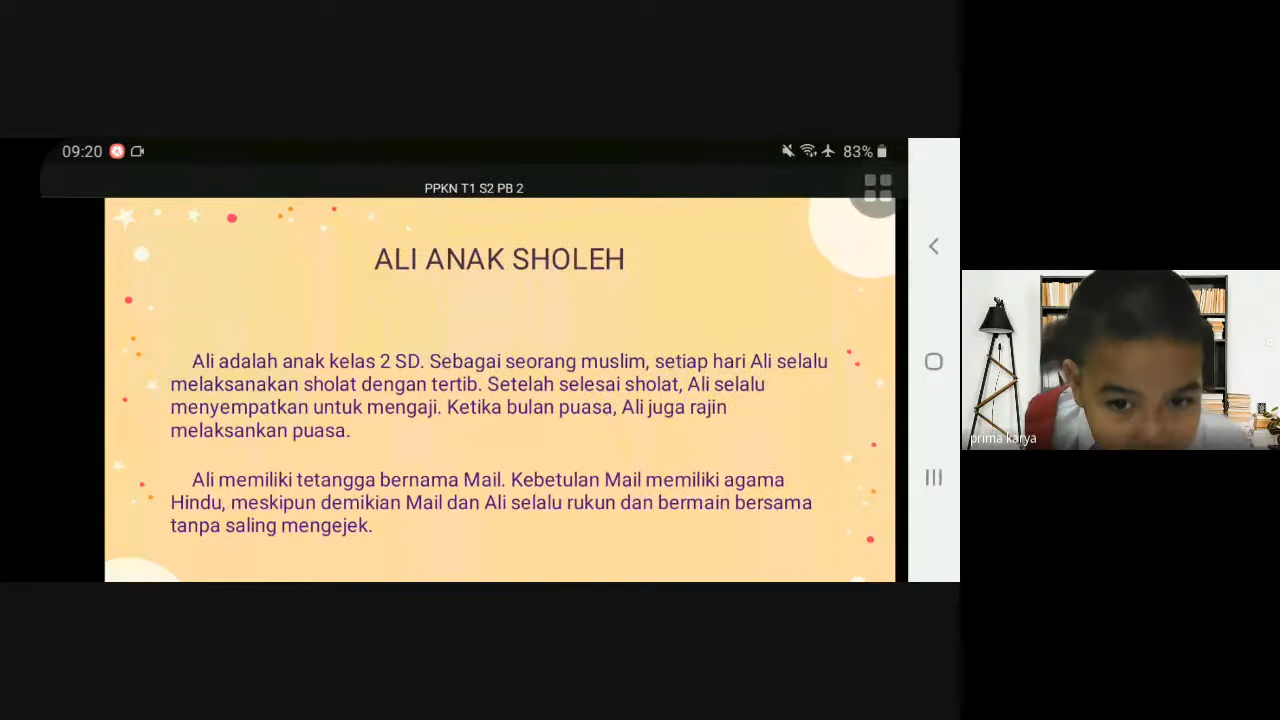 09:20
83%
PPKN T1 S2 PB 2
ALI ANAK SHOLEH
Ali adalah anak kelas 2 SD. Sebagai seorang muslim, setiap hari Ali selalu
melaksanakan sholat dengan tertib. Setelah selesai sholat, Ali selalu
menyempatkan untuk mengaji. Ketika bulan puasa, Ali juga rajin
melaksankan puasa.
Ali memiliki tetangga bernama Mail. Kebetulan Mail memiliki agama
Hindu, meskipun demikian Mail dan Ali selalu rukun dan bermain bersama
tanpa saling mengejek.
prima karya